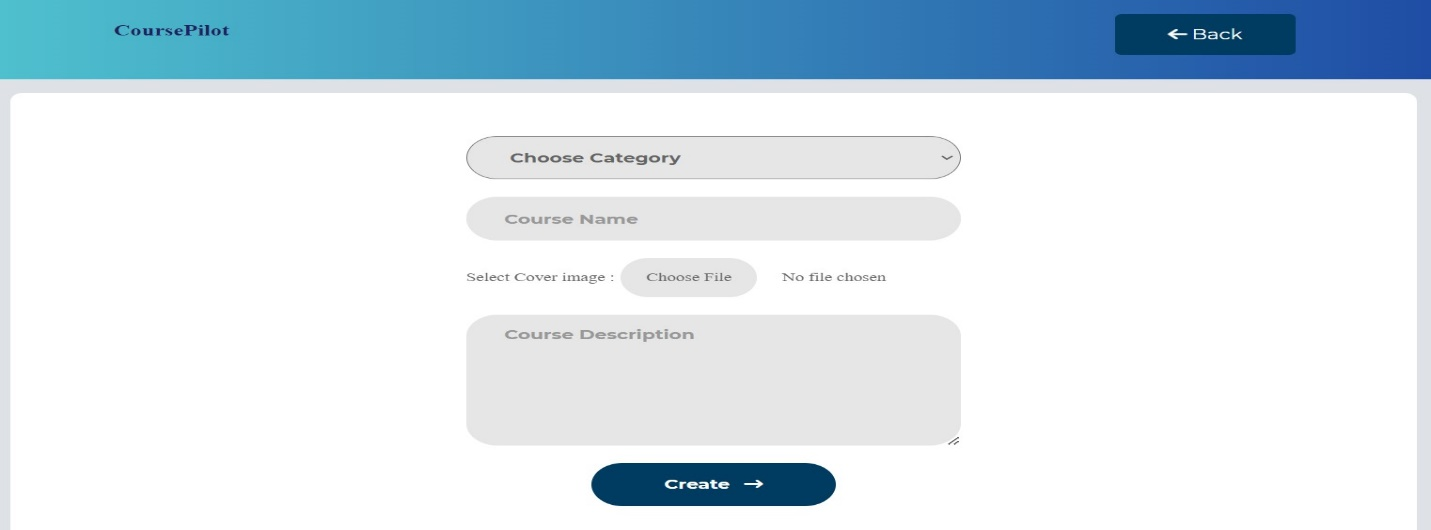 CoursePilot
← Back
Choose Category
Course Name
Select Cover image : Choose File No file chosen
Course Description
Create →